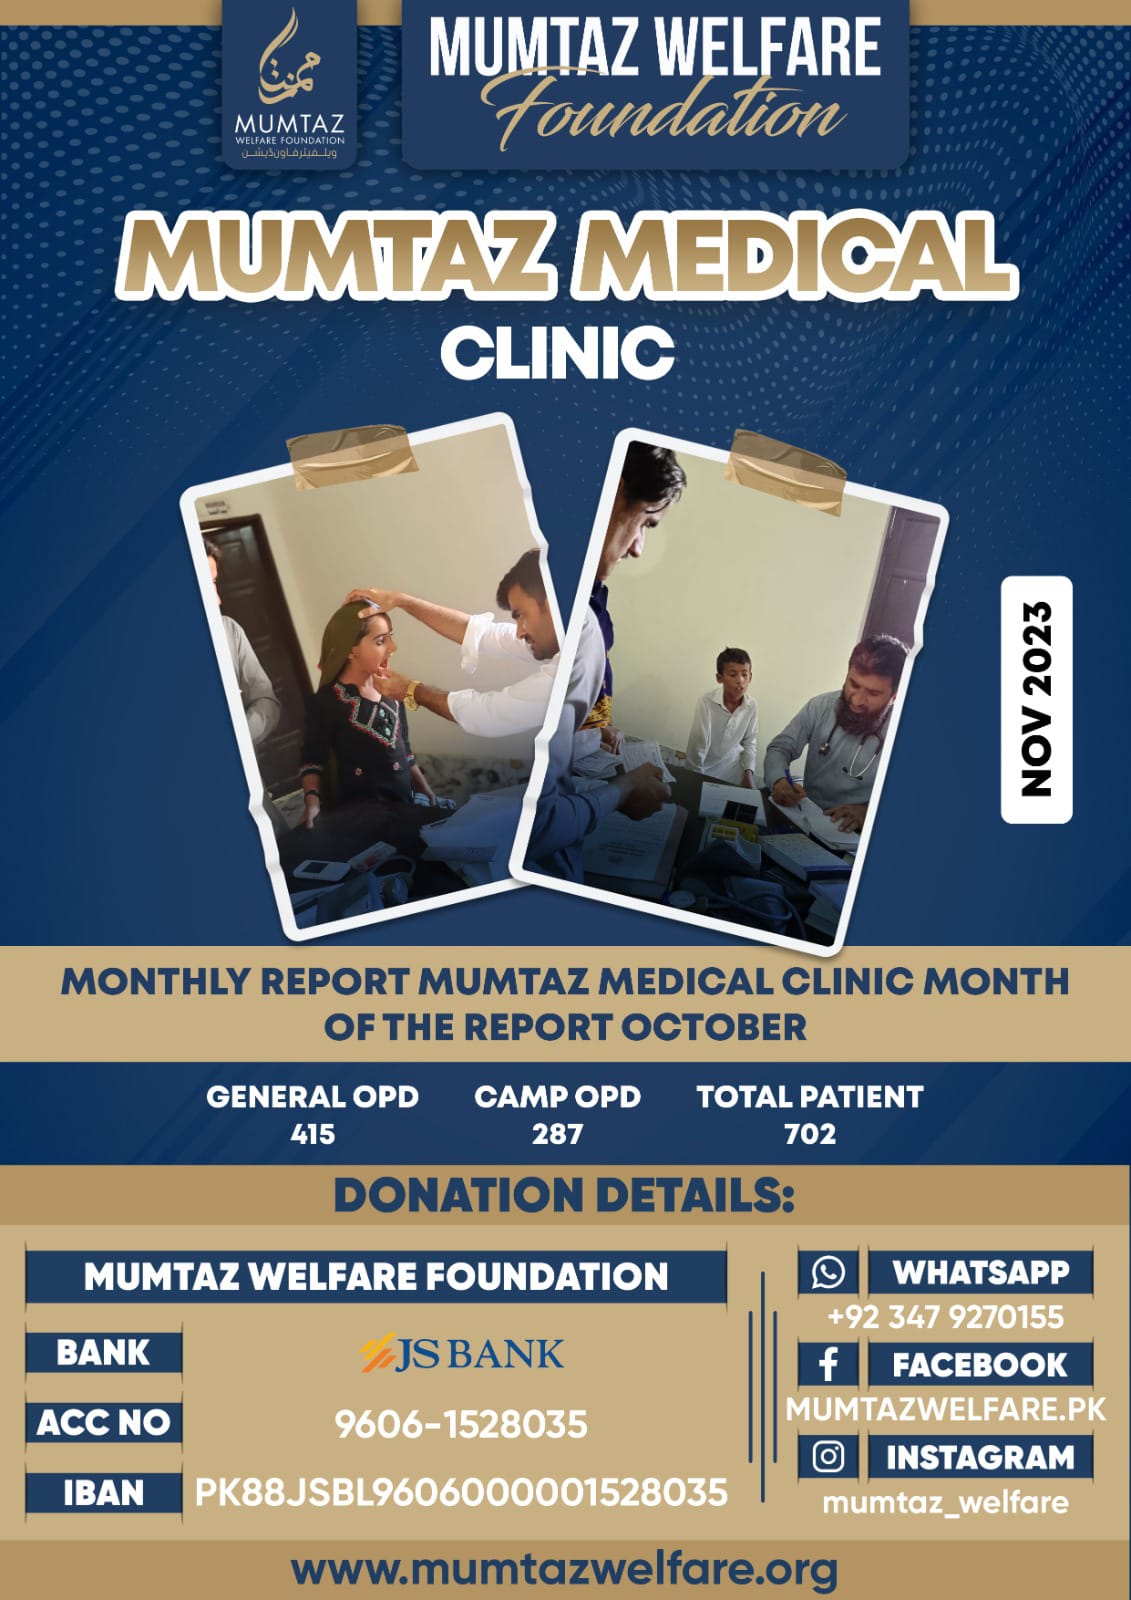 ممتاز
MUMTAZ
WELFARE FOUNDATION
ویلفیئرفاونڈیشن
MUMTAZ WELFARE
Foundation
MUMTAZ MEDICAL
CLINIC
NOV 2023
MONTHLY REPORT MUMTAZ MEDICAL CLINIC MONTH
OF THE REPORT OCTOBER
GENERAL OPD CAMP OPD TOTAL PATIENT
415 287 702
DONATION DETAILS:
MUMTAZ WELFARE FOUNDATION
BANK JS BANK
ACC NO 9606-1528035
IBAN PK88JSBL9606000001528035
WHATSAPP
+92 347 9270155
FACEBOOK
MUMTAZWELFARE.PK
INSTAGRAM
mumtaz_welfare
www.mumtazwelfare.org